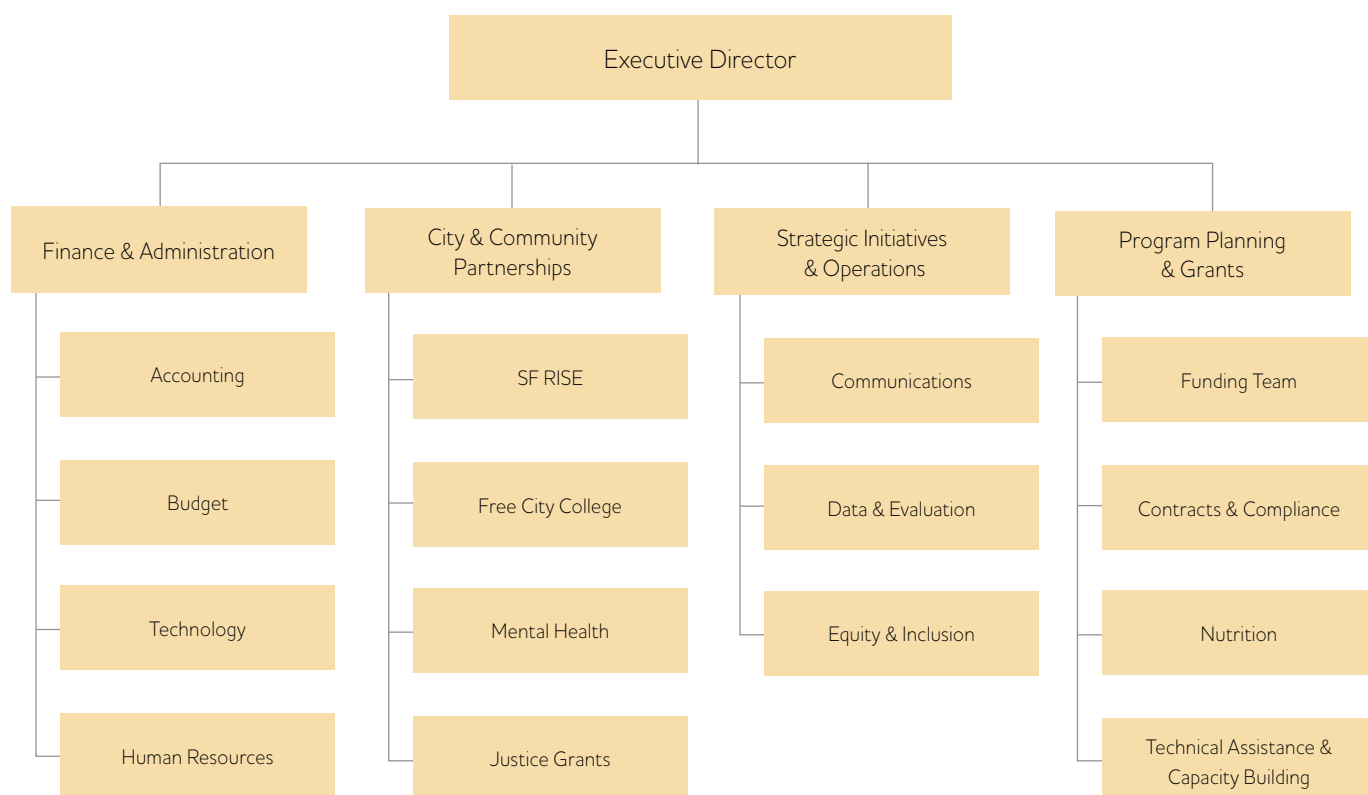 Executive Director
Finance & Administration
City & Community
Partnerships
Strategic Initiatives
& Operations
Program Planning
& Grants
Accounting
SF RISE
Communications
Funding Team
Budget
Free City College
Data & Evaluation
Contracts & Compliance
Technology
Mental Health
Equity & Inclusion
Nutrition
Human Resources
Justice Grants
Technical Assistance &
Capacity Building